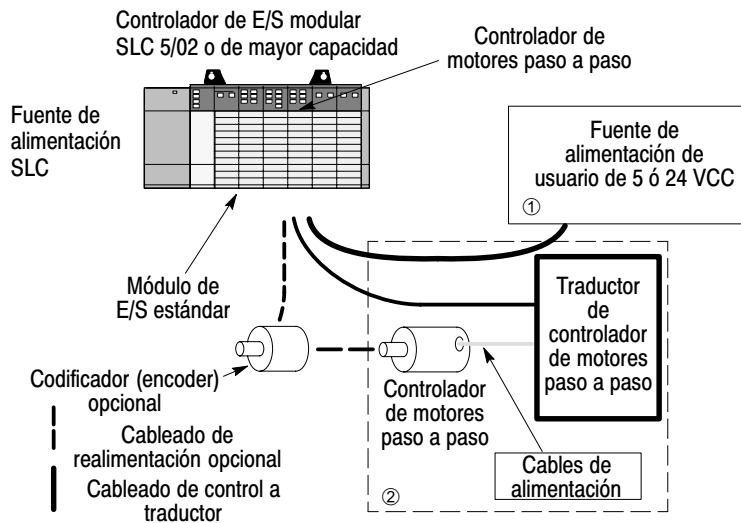 Controlador de E/S modular
SLC 5/02 o de mayor capacidad
Controlador de
motores paso a paso
Fuente de
alimentación
SLC
Fuente de
alimentación de
usuario de 5 ó 24 VCC
①
Módulo de
E/S estándar
Traductor
de
controlador
de motores
paso a paso
Codificador (encoder)
opcional
Controlador
de motores
paso a paso
Cableado de
realimentación opcional
Cables de
alimentación
Cableado de control a
traductor
②